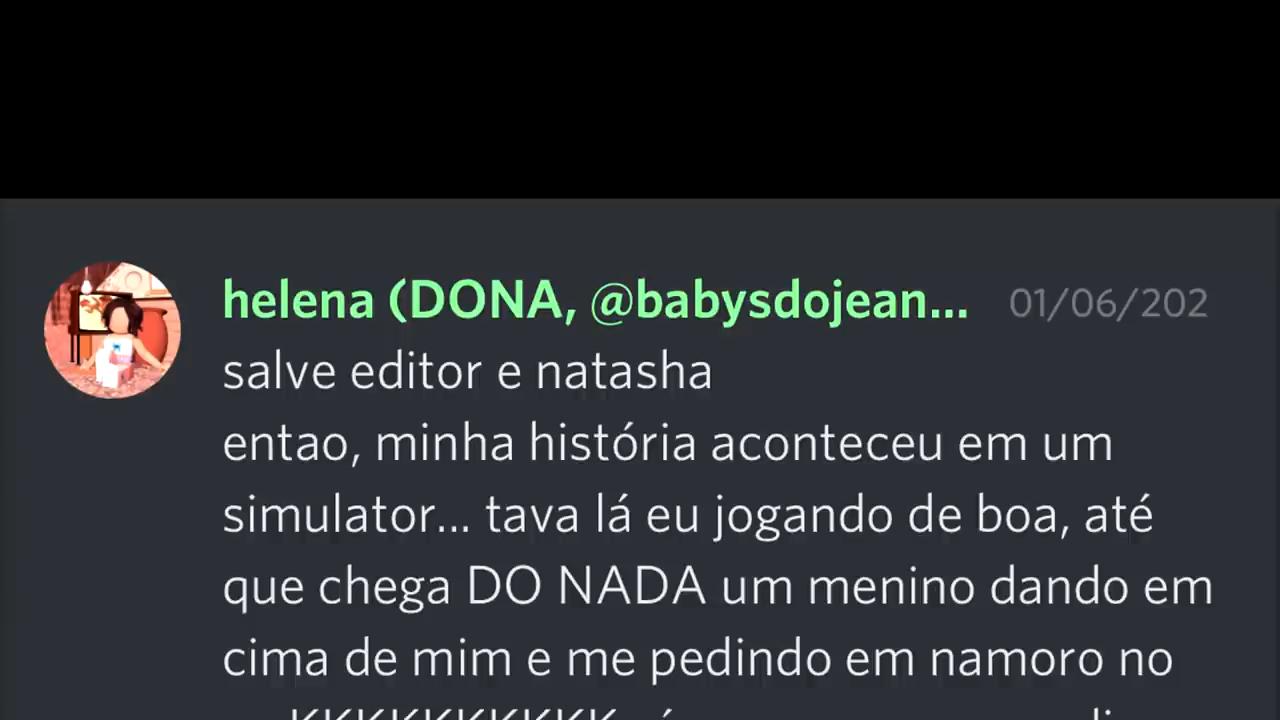 helena (DONA, @babysdojean... 01/06/202
salve editor e natasha
entao, minha história aconteceu em um
simulator... tava lá eu jogando de boa, até
que chega DO NADA um menino dando em
cima de mim e me pedindo em namoro no